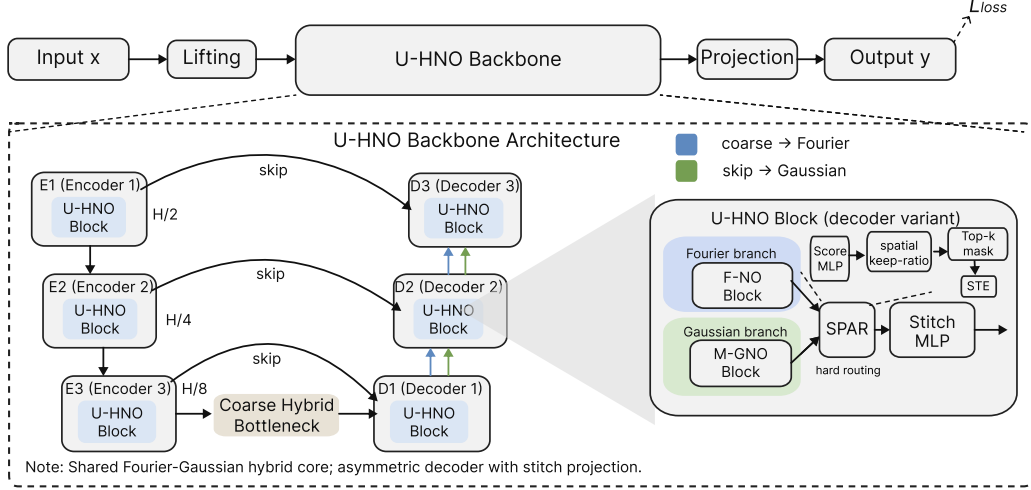 L loss
Input x
Lifting
U-HNO Backbone
Projection
Output y
U-HNO Backbone Architecture
coarse → Fourier
skip → Gaussian
E1 (Encoder 1)
U-HNO
Block
H/2
skip
D3 (Decoder 3)
U-HNO
Block
E2 (Encoder 2)
U-HNO
Block
H/4
skip
D2 (Decoder 2)
U-HNO
Block
E3 (Encoder 3)
U-HNO
Block
H/8
skip
Coarse Hybrid
Bottleneck
D1 (Decoder 1)
U-HNO
Block
U-HNO Block (decoder variant)
Fourier branch
F-NO
Block
Score
MLP
spatial
keep-ratio
Top-k
mask
STE
Gaussian branch
M-GNO
Block
SPAR
hard routing
Stitch
MLP
Note: Shared Fourier-Gaussian hybrid core; asymmetric decoder with stitch projection.